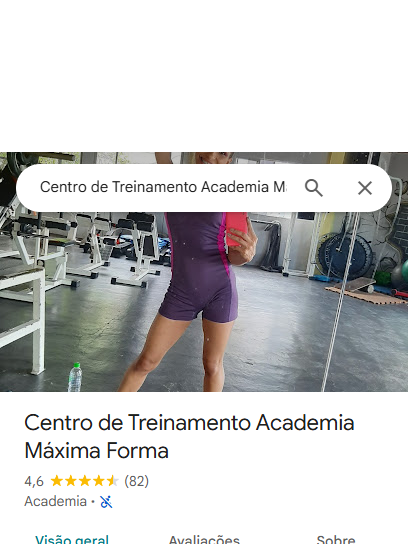 Centro de Treinamento Academia M
Centro de Treinamento Academia
Máxima Forma
4,6 (82)
Academia •
Visão geral Avaliações Sobre